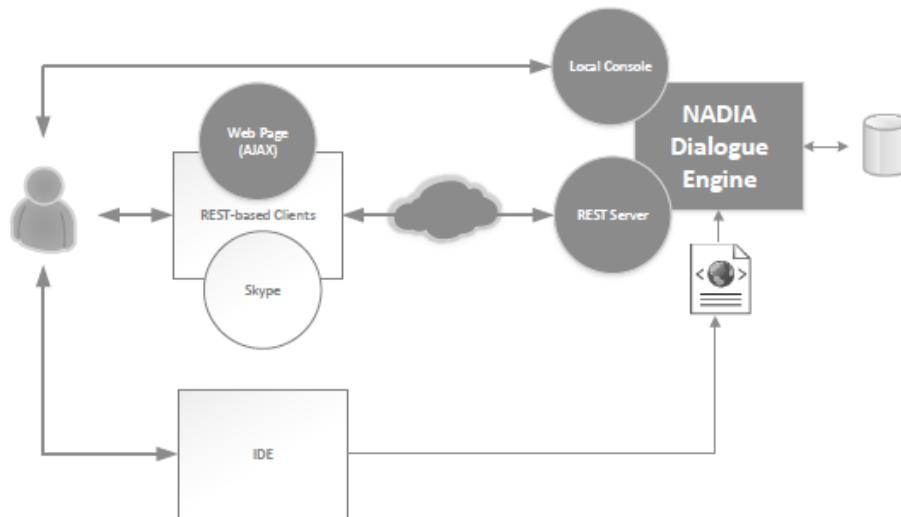 Local Console
NADIA
Dialogue
Engine
Web Page
(AJAX)
REST-based Clients
REST Server
Skype
< >
IDE